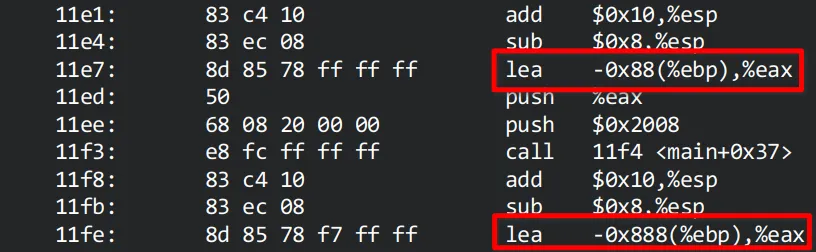 11e1: 83 c4 10 add $0x10,%esp
11e4: 83 ec 08 sub $0x8,%esp
11e7: 8d 85 78 ff ff ff lea -0x88(%ebp),%eax
11ed: 50 push %eax
11ee: 68 08 20 00 00 push $0x2008
11f3: e8 fc ff ff ff call 11f4 <main+0x37>
11f8: 83 c4 10 add $0x10,%esp
11fb: 83 ec 08 sub $0x8,%esp
11fe: 8d 85 78 f7 ff ff lea -0x888(%ebp),%eax